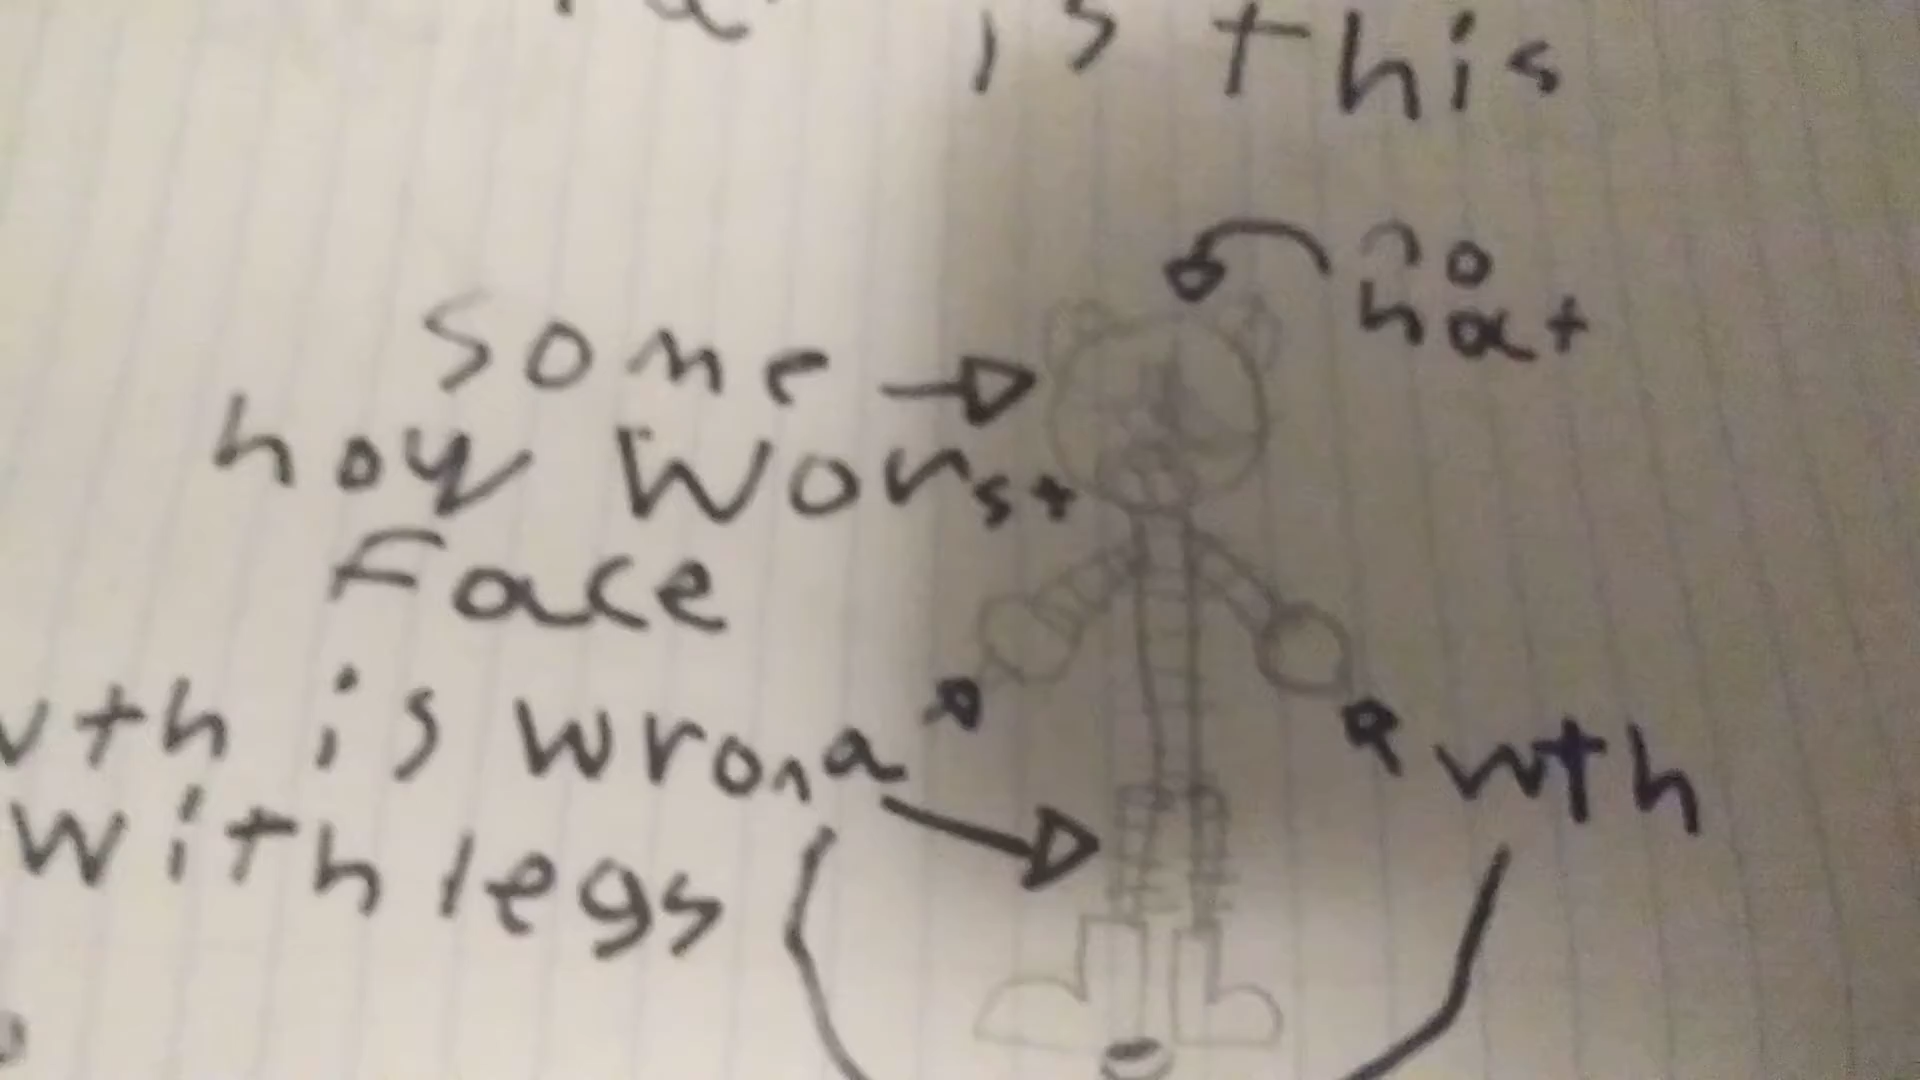 is this
no
hat
some
how worst
face
wth is wrong
with legs
wth